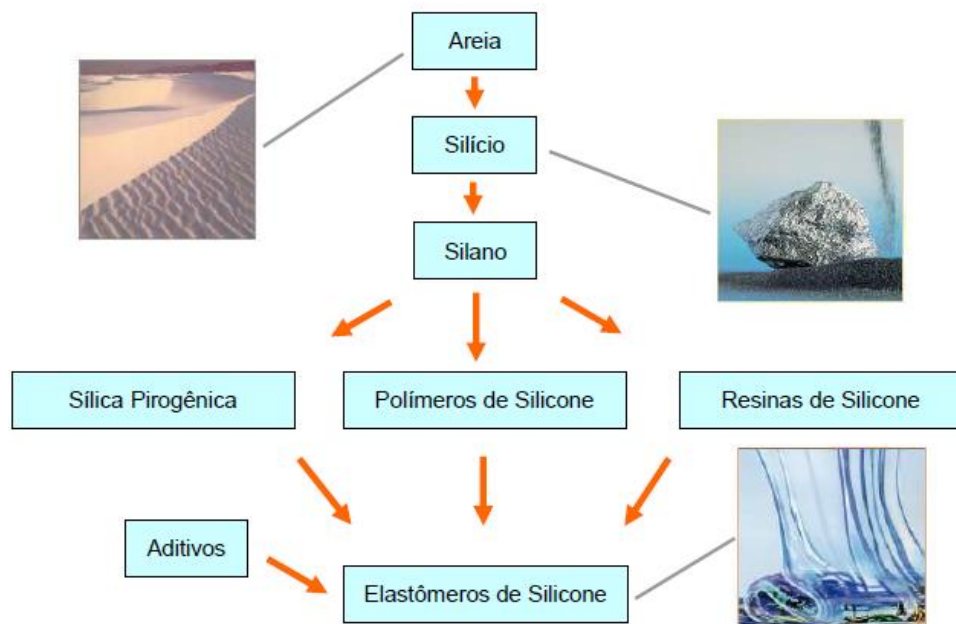 Areia
Silício
Silano
Sílica Pirogênica
Polímeros de Silicone
Resinas de Silicone
Aditivos
Elastômeros de Silicone